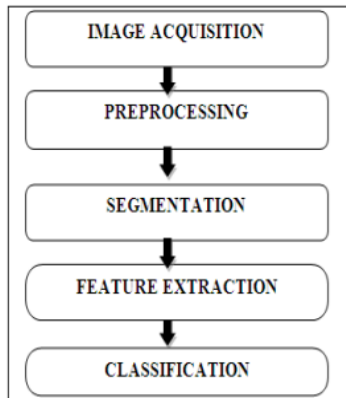 IMAGE ACQUISITION
PREPROCESSING
SEGMENTATION
FEATURE EXTRACTION
CLASSIFICATION